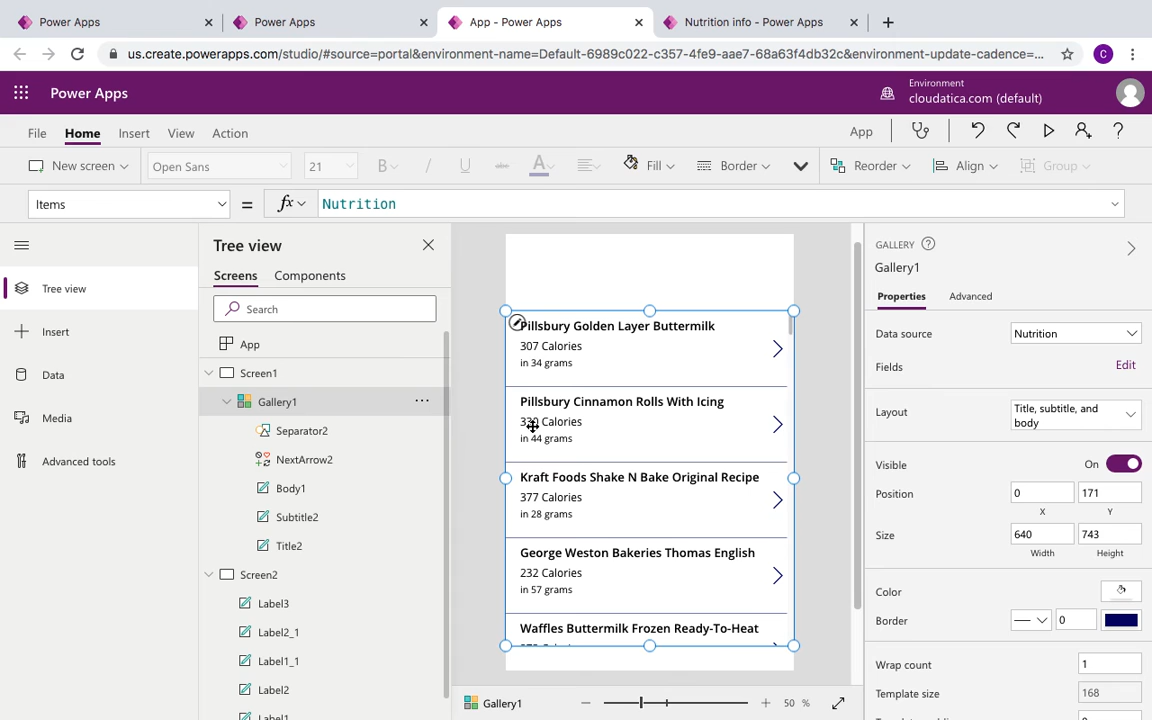 Power Apps
Power Apps
App - Power Apps
Nutrition info - Power Apps
us.create.powerapps.com/studio/#source=portal&environment-name=Default-6989c022-c357-4fe9-aae7-68a63f4db32c&environment-update-cadence=...
C
Power Apps
Environment
cloudatica.com (default)
File Home Insert View Action
App
New screen
Open Sans
21
B
A
Fill
Border
Reorder
Align
Group
Items
=
fx
Nutrition
Tree view
Screens Components
Search
App
Screen1
Gallery1
Separator2
NextArrow2
Body1
Subtitle2
Title2
Screen2
Label3
Label2_1
Label1_1
Label2
Label1
Tree view
Insert
Data
Media
Advanced tools
Pillsbury Golden Layer Buttermilk
307 Calories
in 34 grams
Pillsbury Cinnamon Rolls With Icing
330 Calories
in 44 grams
Kraft Foods Shake N Bake Original Recipe
377 Calories
in 28 grams
George Weston Bakeries Thomas English
232 Calories
in 57 grams
Waffles Buttermilk Frozen Ready-To-Heat
Gallery1
50 %
GALLERY
Gallery1
Properties Advanced
Data source
Nutrition
Fields
Edit
Layout
Title, subtitle, and
body
Visible
On
Position
0
171
X
Y
Size
640
743
Width
Height
Color
Border
0
Wrap count
1
Template size
168